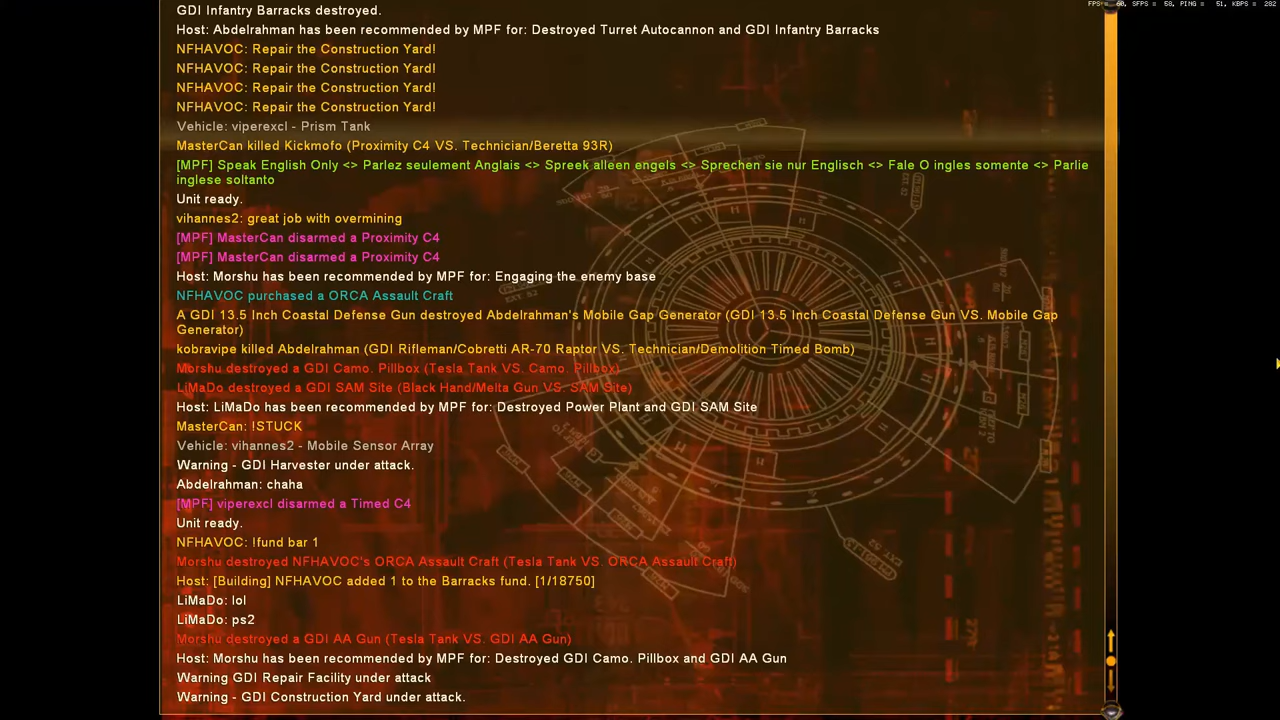 FPS = 60, SFPS = 58, PING = 51, KBPS = 282
GDI Infantry Barracks destroyed.
Host: Abdelrahman has been recommended by MPF for: Destroyed Turret Autocannon and GDI Infantry Barracks
NFHAVOC: Repair the Construction Yard!
NFHAVOC: Repair the Construction Yard!
NFHAVOC: Repair the Construction Yard!
NFHAVOC: Repair the Construction Yard!
Vehicle: viperexcl - Prism Tank
MasterCan killed Kickmofo (Proximity C4 VS. Technician/Beretta 93R)
[MPF] Speak English Only <> Parlez seulement Anglais <> Spreek alleen engels <> Sprechen sie nur Englisch <> Fale O ingles somente <> Parlie
inglese soltanto
Unit ready.
vihannes2: great job with overmining
[MPF] MasterCan disarmed a Proximity C4
[MPF] MasterCan disarmed a Proximity C4
Host: Morshu has been recommended by MPF for: Engaging the enemy base
NFHAVOC purchased a ORCA Assault Craft
A GDI 13.5 Inch Coastal Defense Gun destroyed Abdelrahman's Mobile Gap Generator (GDI 13.5 Inch Coastal Defense Gun VS. Mobile Gap
Generator)
kobravipe killed Abdelrahman (GDI Rifleman/Cobretti AR-70 Raptor VS. Technician/Demolition Timed Bomb)
Morshu destroyed a GDI Camo. Pillbox (Tesla Tank VS. Camo. Pillbox)
LiMaDo destroyed a GDI SAM Site (Black Hand/Melta Gun VS. SAM Site)
Host: LiMaDo has been recommended by MPF for: Destroyed Power Plant and GDI SAM Site
MasterCan: !STUCK
Vehicle: vihannes2 - Mobile Sensor Array
Warning - GDI Harvester under attack.
Abdelrahman: chaha
[MPF] viperexcl disarmed a Timed C4
Unit ready.
NFHAVOC: !fund bar 1
Morshu destroyed NFHAVOC's ORCA Assault Craft (Tesla Tank VS. ORCA Assault Craft)
Host: [Building] NFHAVOC added 1 to the Barracks fund. [1/18750]
LiMaDo: lol
LiMaDo: ps2
Morshu destroyed a GDI AA Gun (Tesla Tank VS. GDI AA Gun)
Host: Morshu has been recommended by MPF for: Destroyed GDI Camo. Pillbox and GDI AA Gun
Warning GDI Repair Facility under attack
Warning - GDI Construction Yard under attack.